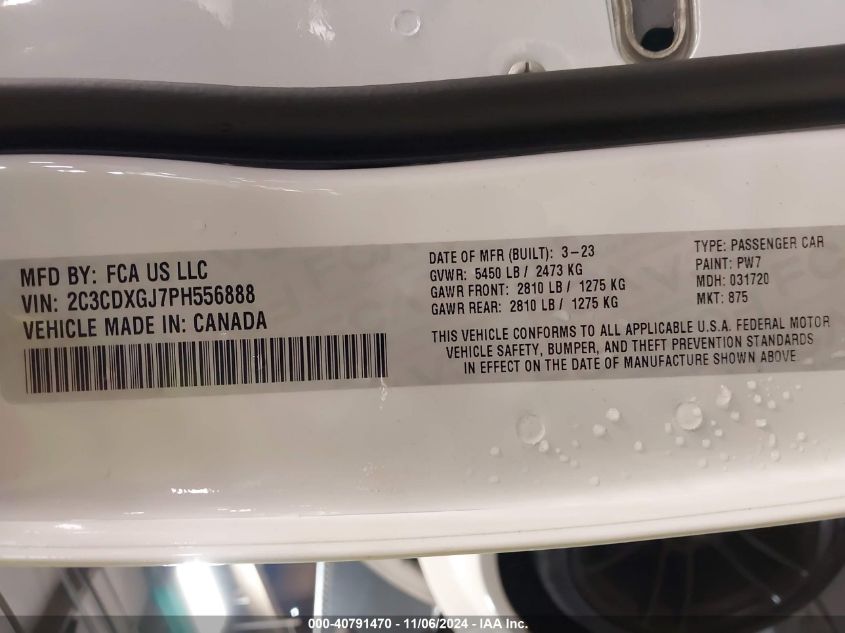 MFD BY: FCA US LLC
VIN: 2C3CDXGJ7PH556888
VEHICLE MADE IN: CANADA
DATE OF MFR (BUILT): 3-23
GVWR: 5450 LB / 2473 KG
GAWR FRONT: 2810 LB / 1275 KG
GAWR REAR: 2810 LB / 1275 KG
TYPE: PASSENGER CAR
PAINT: PW7
MDH: 031720
MKT: 875
THIS VEHICLE CONFORMS TO ALL APPLICABLE U.S.A. FEDERAL MOTOR
VEHICLE SAFETY, BUMPER, AND THEFT PREVENTION STANDARDS
IN EFFECT ON THE DATE OF MANUFACTURE SHOWN ABOVE
000-40791470 - 11/06/2024 - IAA Inc.